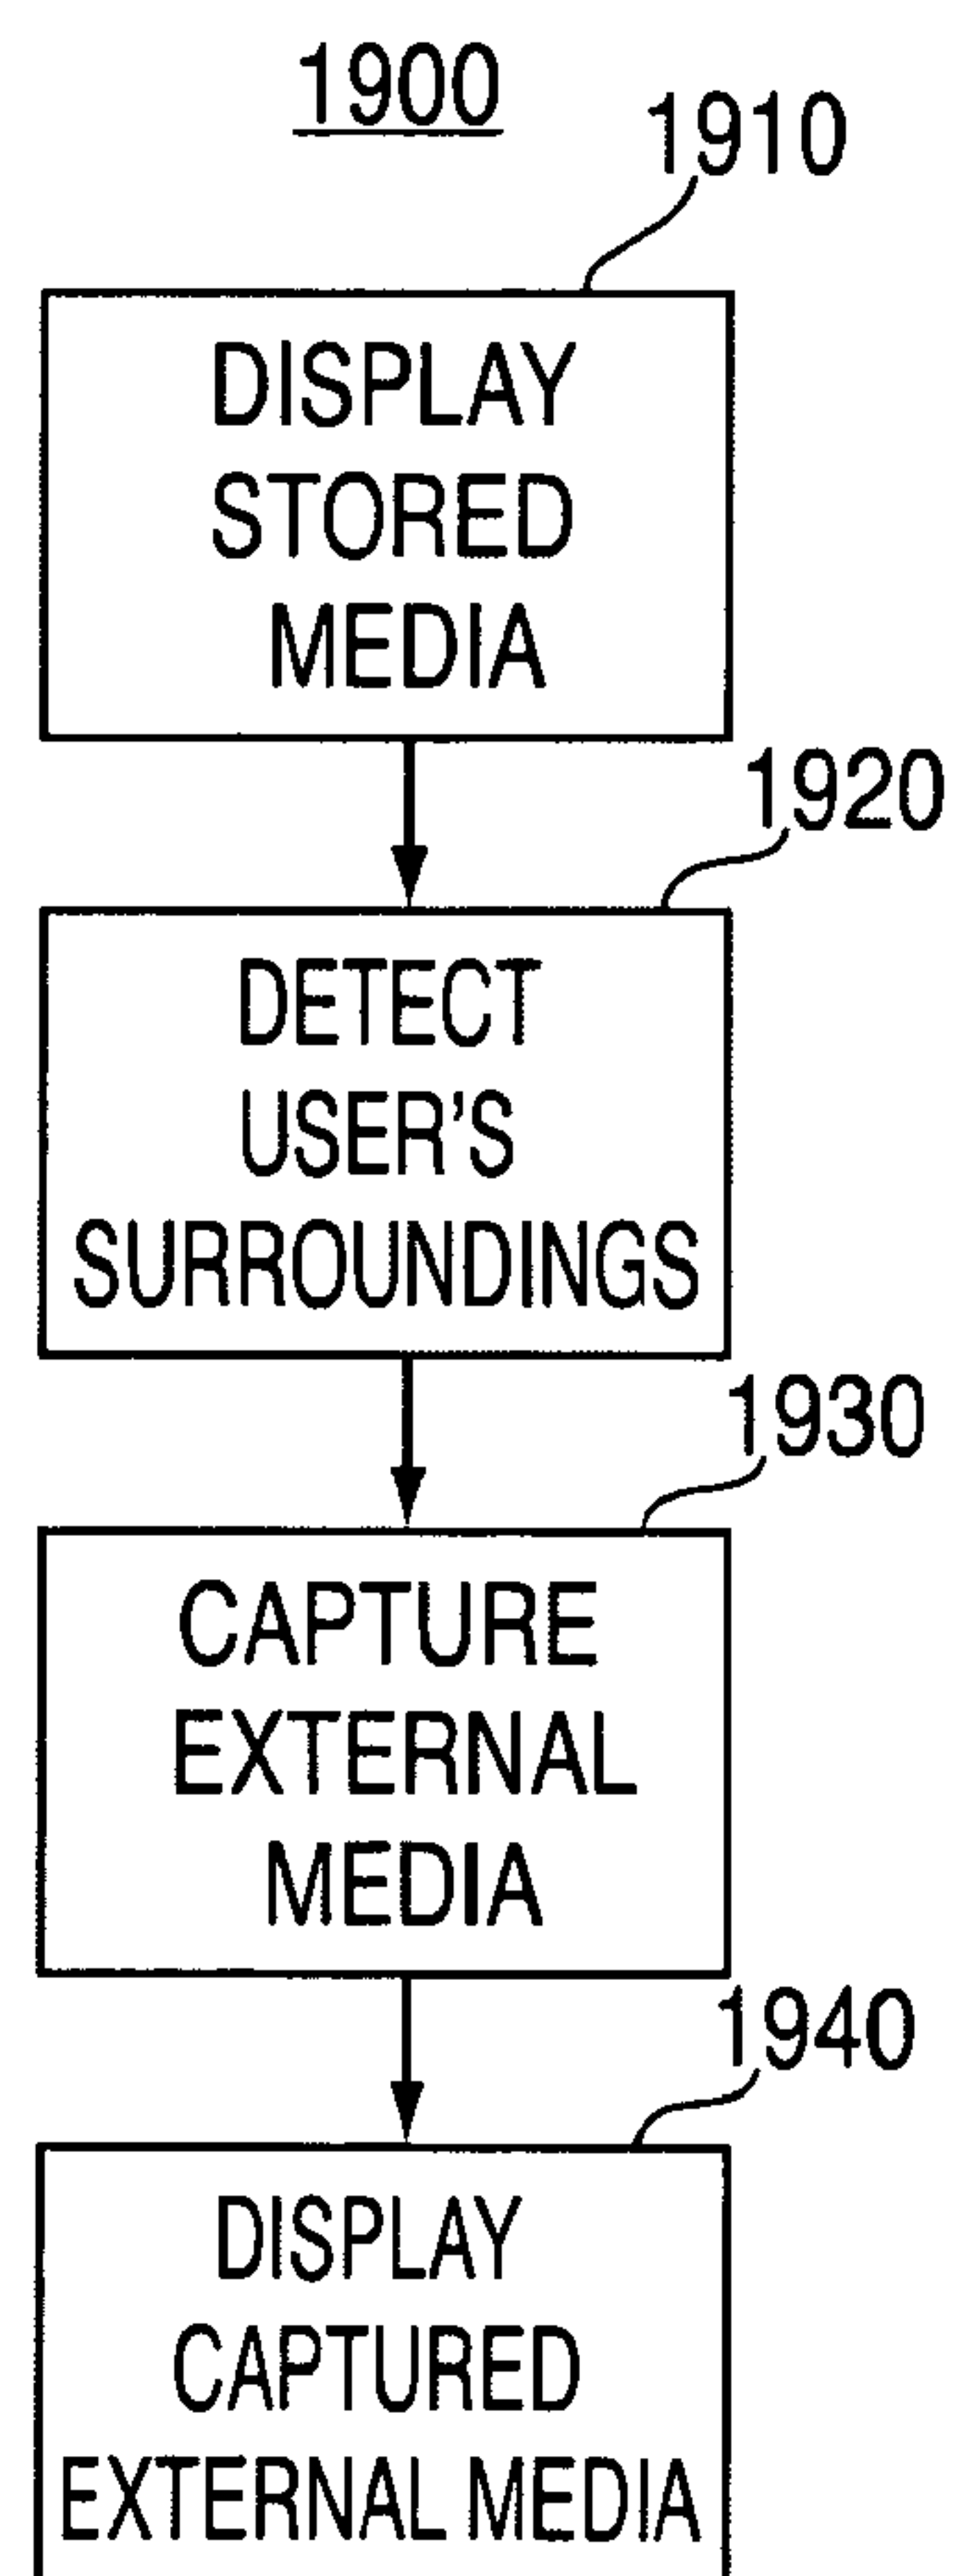 1900
1910
DISPLAY
STORED
MEDIA
1920
DETECT
USER'S
SURROUNDINGS
1930
CAPTURE
EXTERNAL
MEDIA
1940
DISPLAY
CAPTURED
EXTERNAL MEDIA